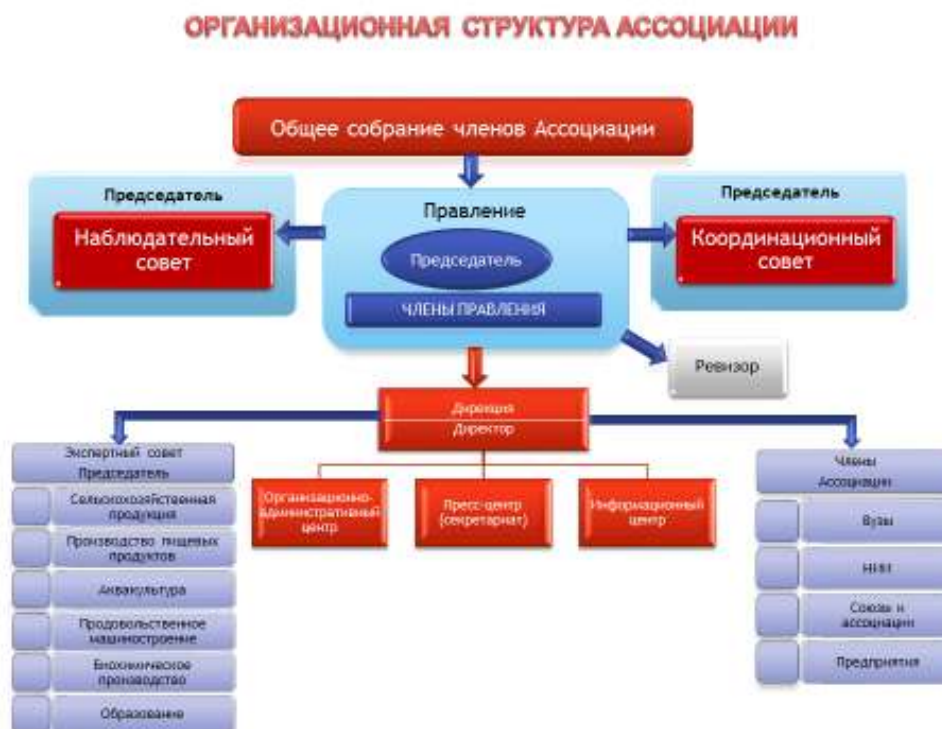 ОРГАНИЗАЦИОННАЯ СТРУКТУРА АССОЦИАЦИИ
Общее собрание членов Ассоциации
Председатель
Наблюдательный
совет
Правление
Председатель
ЧЛЕНЫ ПРАВЛЕНИЯ
Председатель
Координационный
совет
Ревизор
Дирекция
Директор
Экспертный совет
Председатель
Сельскохозяйственная
продукция
Производство пищевых
продуктов
Аквакультура
Продовольственное
машиностроение
Биохимическое
производство
Образование
Организационно-
административный
центр
Пресс-центр
(секретариат)
Информационный
центр
Члены
Ассоциации
Вузы
НИИ
Союзы и
ассоциации
Предприятия